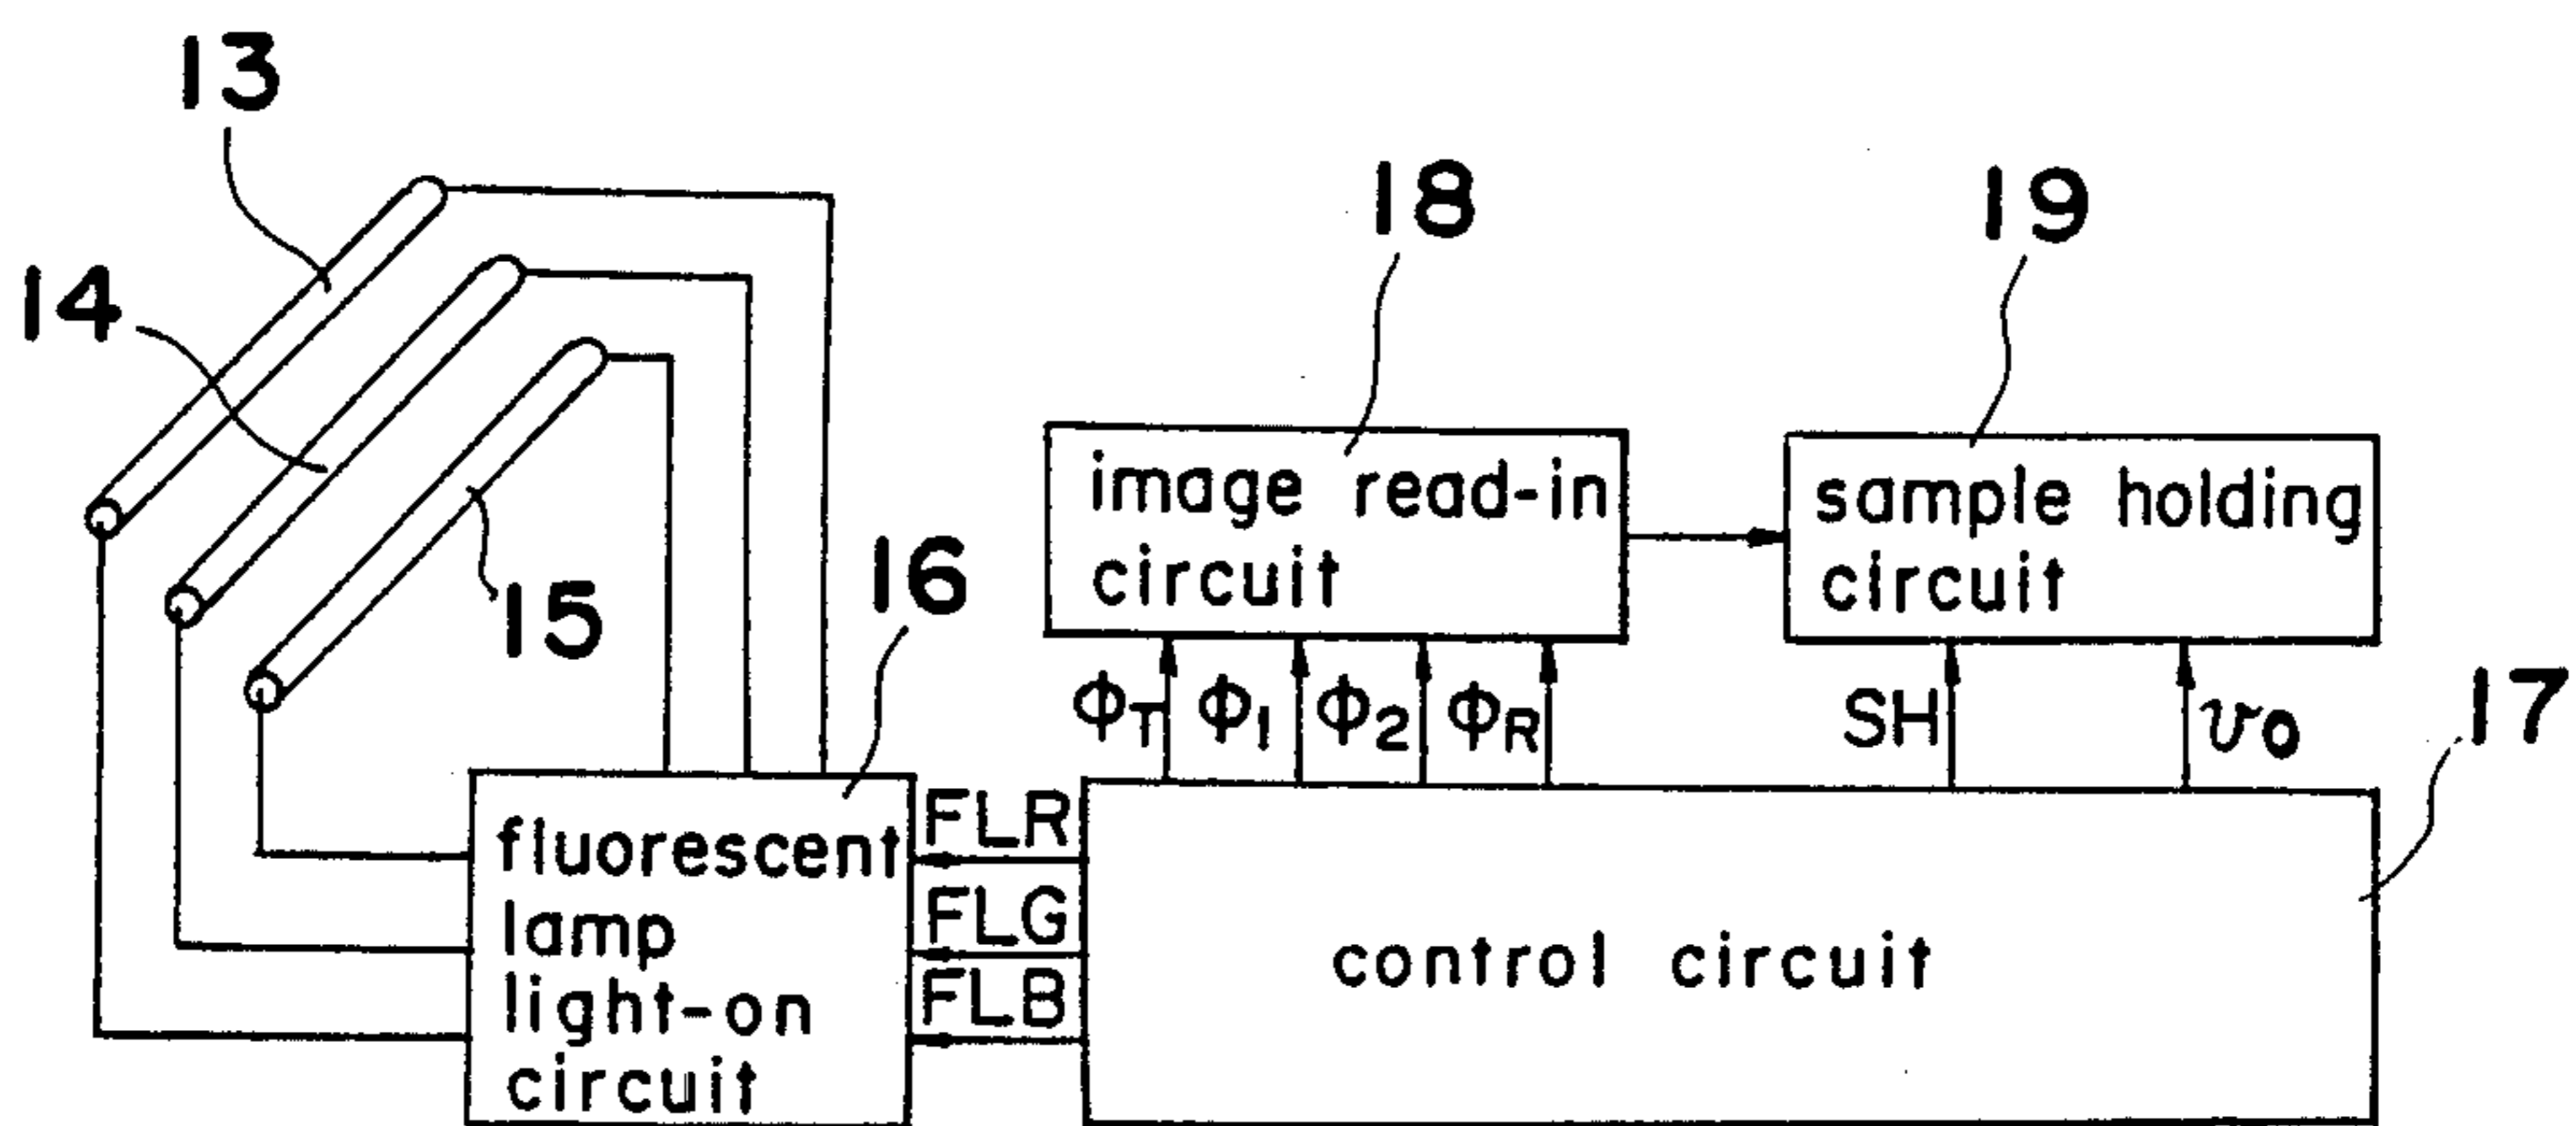 13
18
19
14
image read-in
circuit
sample holding
circuit
16
15
ΦT Φ1 Φ2 ΦR
SH
v0
17
fluorescent
lamp
light-on
circuit
FLR
FLG
FLB
control circuit